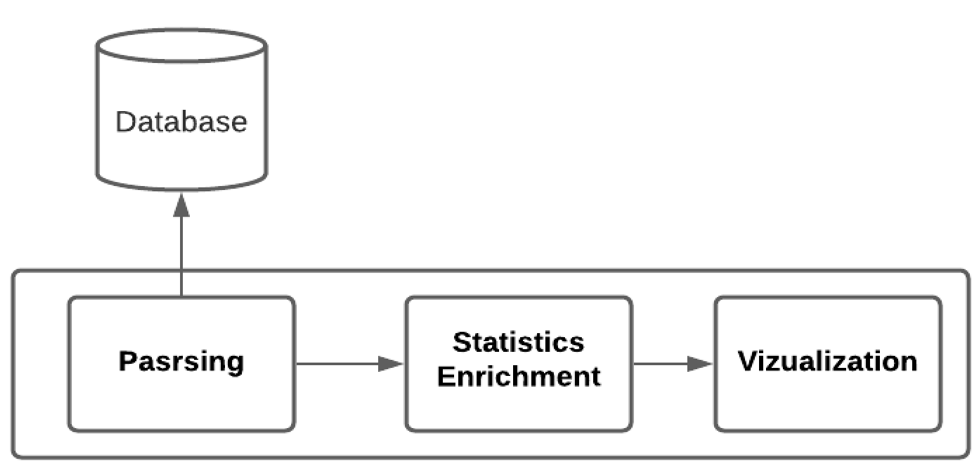 Database
Pasrsing
Statistics
Enrichment
Vizualization